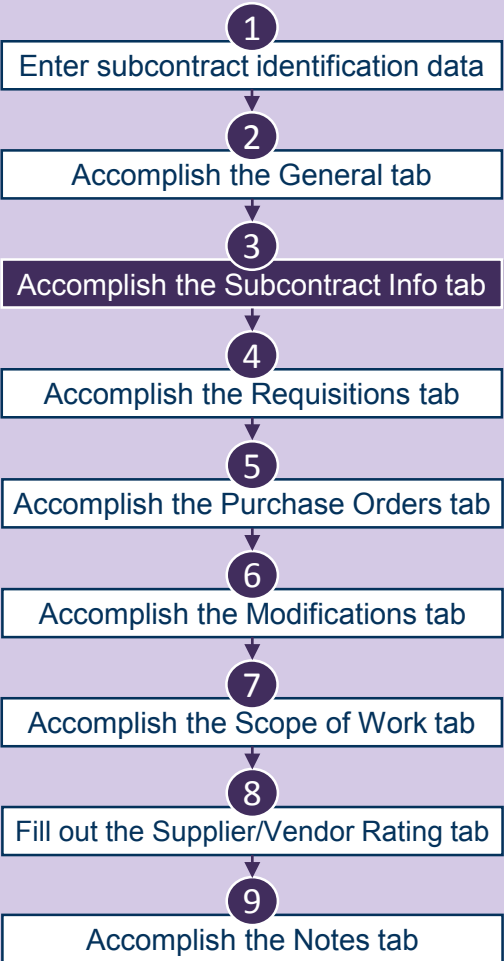 1
Enter subcontract identification data
2
Accomplish the General tab
3
Accomplish the Subcontract Info tab
4
Accomplish the Requisitions tab
5
Accomplish the Purchase Orders tab
6
Accomplish the Modifications tab
7
Accomplish the Scope of Work tab
8
Fill out the Supplier/Vendor Rating tab
9
Accomplish the Notes tab